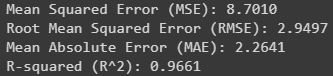 Mean Squared Error (MSE): 8.7010
Root Mean Squared Error (RMSE): 2.9497
Mean Absolute Error (MAE): 2.2641
R-squared (R^2): 0.9661